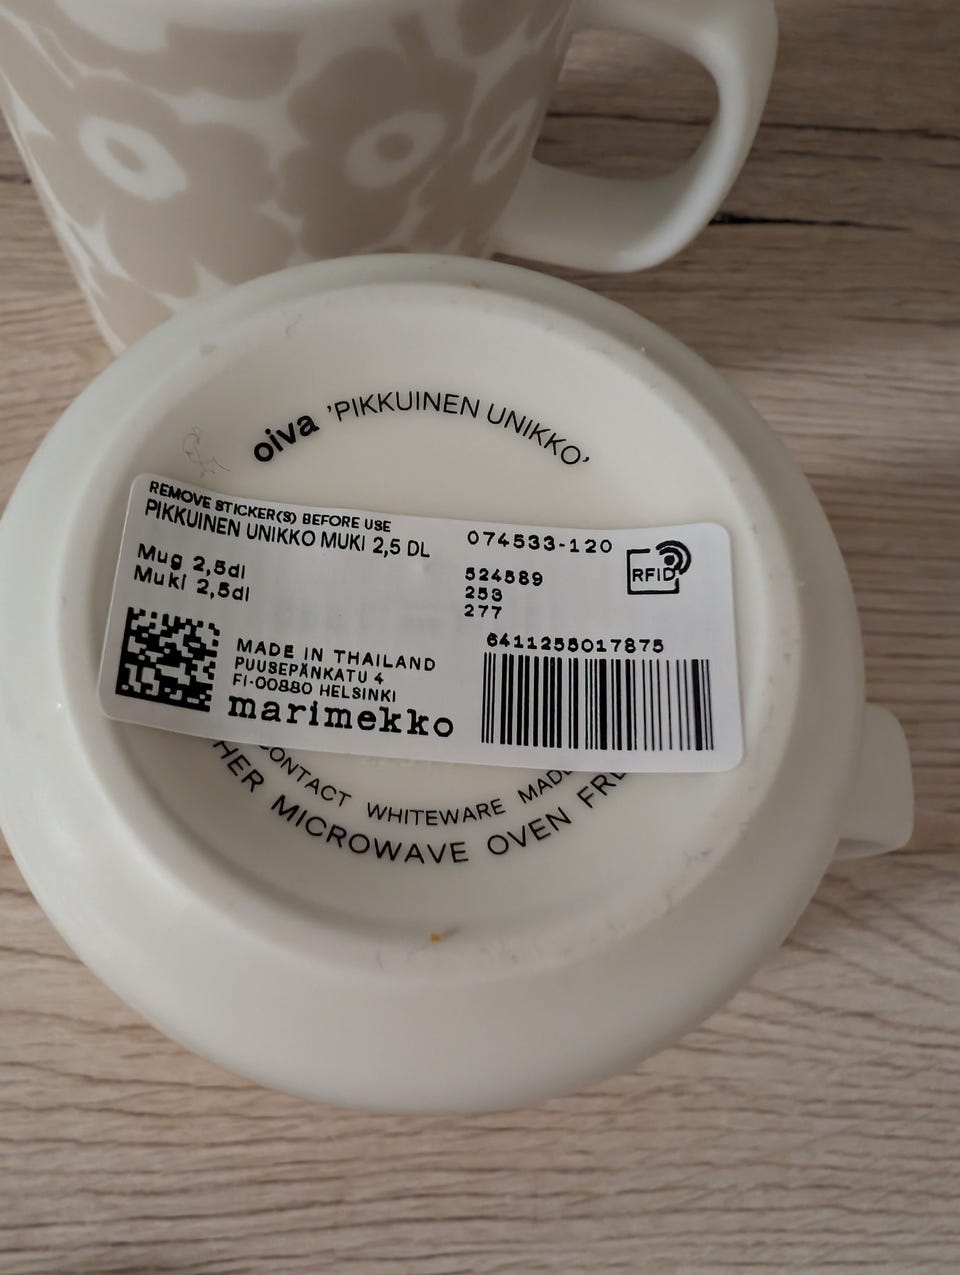 oiva 'PIKKUINEN UNIKKO'
REMOVE STICKER(S) BEFORE USE
PIKKUINEN UNIKKO MUKI 2,5 DL
074533-120
RFID
Mug 2,5dl
Muki 2,5dl
524589
253
277
6411255017875
MADE IN THAILAND
PUUSEPÄNKATU 4
FI-00880 HELSINKI
marimekko
CONTACT WHITEWARE
MICROWAVE OVEN